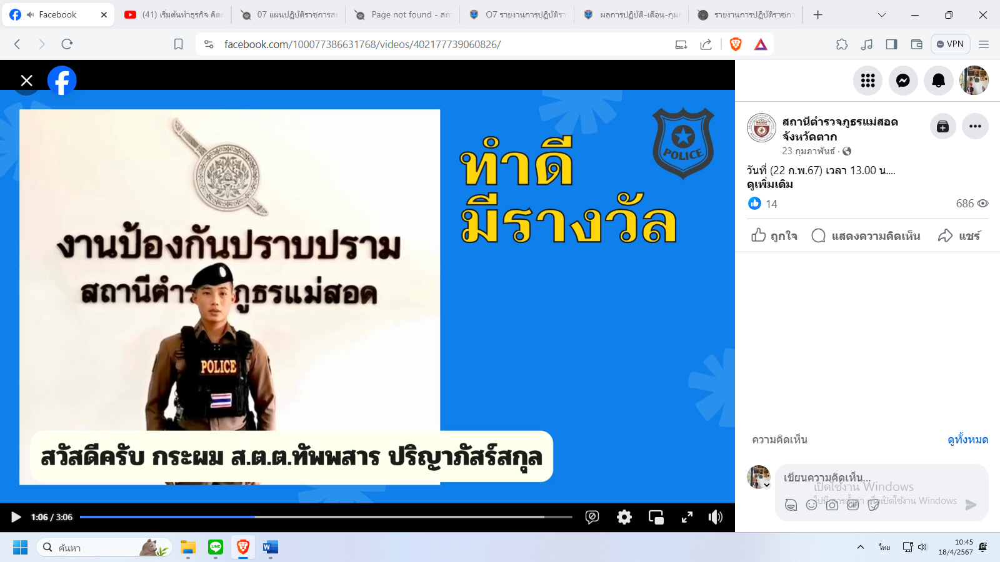 Facebook
(41) เริ่มต้นทำธุรกิจ คิดถ
07 แผนปฏิบัติราชการสถ
Page not found - สถา
O7 รายงานการปฏิบัติรา
ผลการปฏิบัติ-เดือน-กุมภ
รายงานการปฏิบัติราชกา
facebook.com/100077386631768/videos/402177739060826/
VPN
POLICE
ทำดี
มีรางวัล
งานป้องกันปราบปราม
สถานีตำร ภูธรแม่สอด
POLICE
สวัสดีครับ กระผม ส.ต.ต.ทัพพสาร ปริญาภัสร์สกุล
1:06 / 3:06
สถานีตำรวจภูธรแม่สอด
จังหวัดตาก
23 กุมภาพันธ์
วันที่ (22 ก.พ.67) เวลา 13.00 น....
ดูเพิ่มเติม
14
686
ถูกใจ
แสดงความคิดเห็น
แชร์
ความคิดเห็น
ดูทั้งหมด
เขียนความคิดเห็น...
เปิดใช้งาน Windows
ไปที่ การตั้งค่า เพื่อเปิดใช้งาน Windows
GIF
ค้นหา
ไทย
10:45
18/4/2567